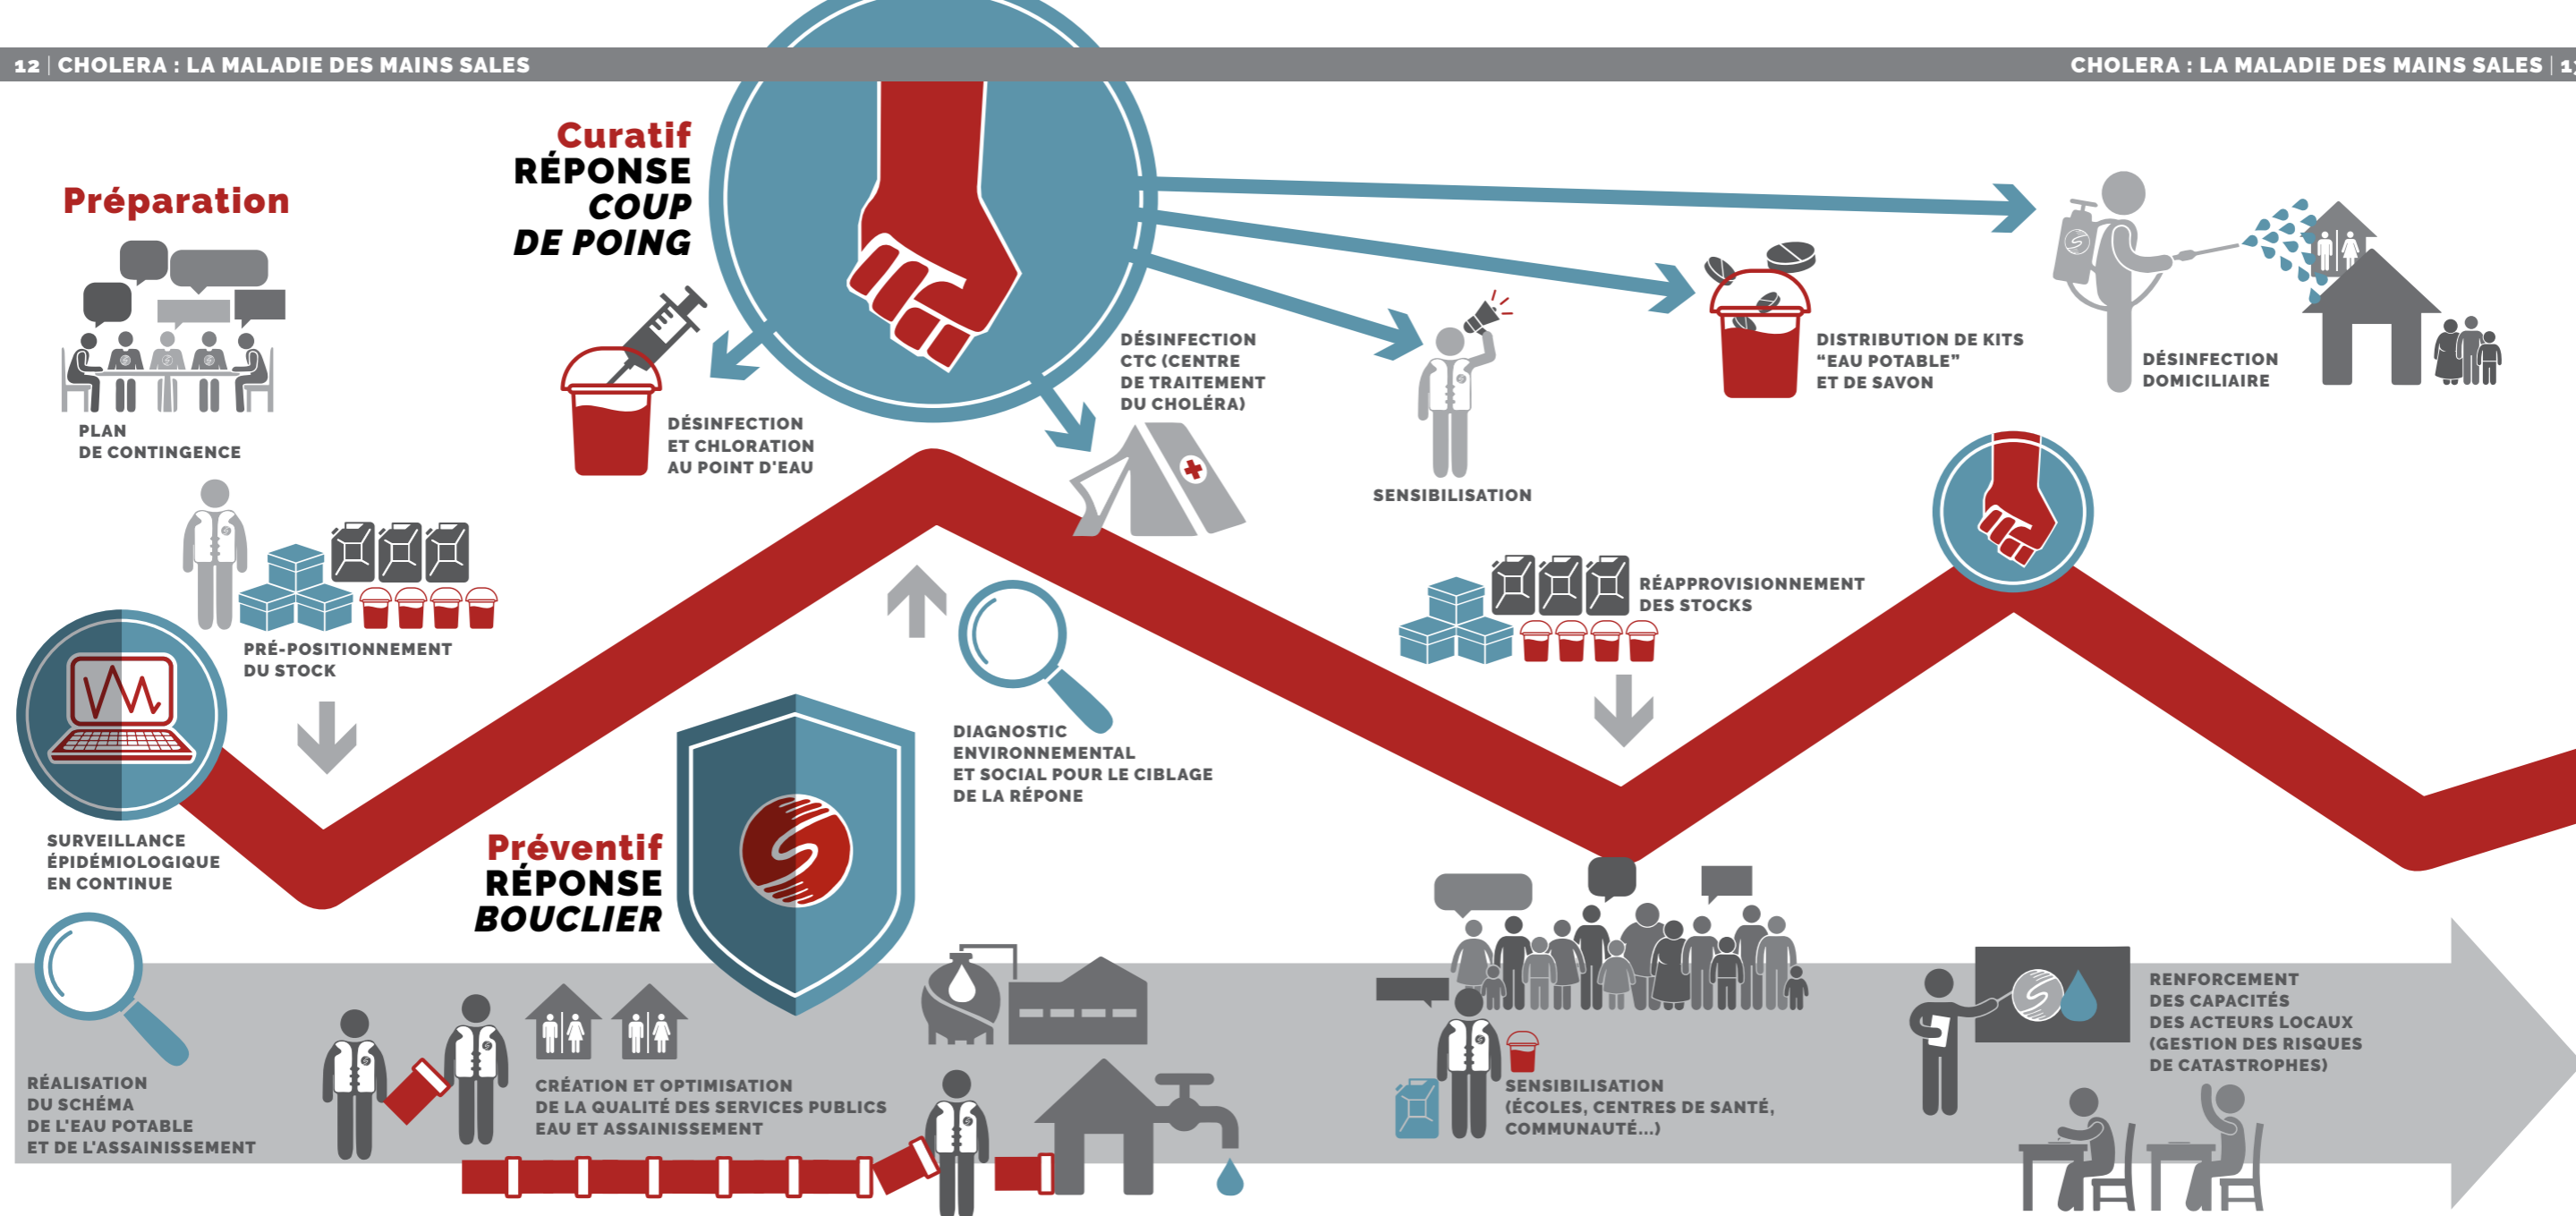 12 | CHOLERA : LA MALADIE DES MAINS SALES
CHOLERA : LA MALADIE DES MAINS SALES |
Préparation
PLAN
DE CONTINGENCE
PRÉ-POSITIONNEMENT
DU STOCK
SURVEILLANCE
ÉPIDÉMIOLOGIQUE
EN CONTINUE
Curatif
RÉPONSE
COUP
DE POING
DÉSINFECTION
ET CHLORATION
AU POINT D'EAU
DÉSINFECTION
CTC (CENTRE
DE TRAITEMENT
DU CHOLÉRA)
SENSIBILISATION
DISTRIBUTION DE KITS
“EAU POTABLE”
ET DE SAVON
DÉSINFECTION
DOMICILIAIRE
DIAGNOSTIC
ENVIRONNEMENTAL
ET SOCIAL POUR LE CIBLAGE
DE LA RÉPONE
RÉAPPROVISIONNEMENT
DES STOCKS
Préventif
RÉPONSE
BOUCLIER
RÉALISATION
DU SCHÉMA
DE L'EAU POTABLE
ET DE L'ASSAINISSEMENT
CRÉATION ET OPTIMISATION
DE LA QUALITÉ DES SERVICES PUBLICS
EAU ET ASSAINISSEMENT
SENSIBILISATION
(ÉCOLES, CENTRES DE SANTÉ,
COMMUNAUTÉ...)
RENFORCEMENT
DES CAPACITÉS
DES ACTEURS LOCAUX
(GESTION DES RISQUES
DE CATASTROPHES)